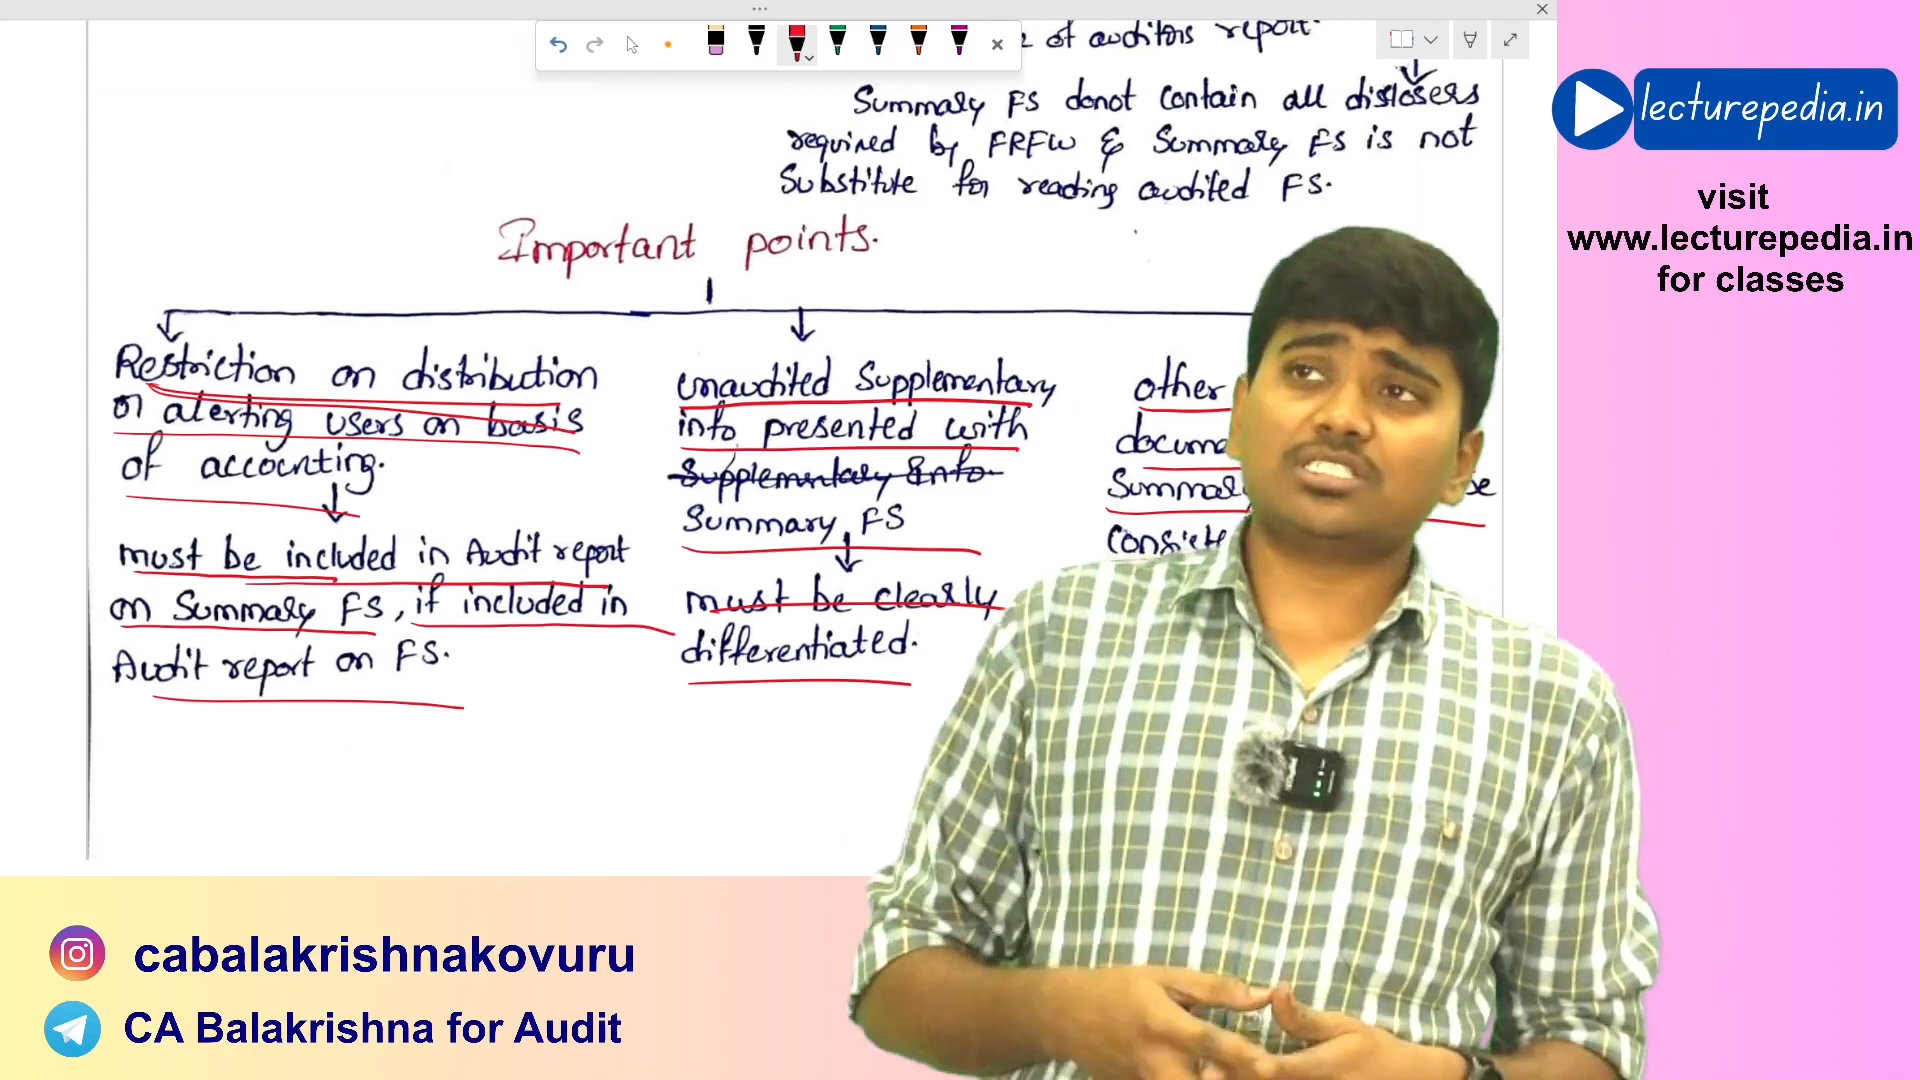 of auditors report
Summary FS donot Contain all disclosers
required by FRFW & Summary FS is not
Substitute for reading audited FS.
Important points.
Restriction on distribution
or alerting users on basis
of accounting.
must be included in Audit report
on Summary FS, if included in
Audit report on FS.
unaudited Supplementary
info presented with
Supplementary Info
Summary FS
must be clearly
differentiated.
other
lecturepedia.in
visit
www.lecturepedia.in
for classes
cabalakrishnakovuru
CA Balakrishna for Audit